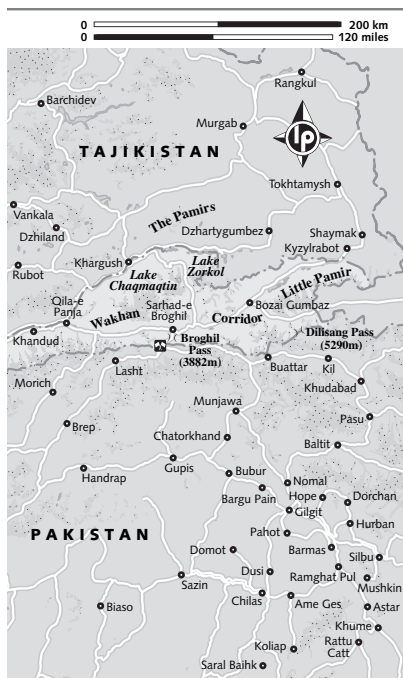 0 200 km
0 120 miles
Rangkul
Barchidev
Murgab
TAJIKISTAN
lp
Tokhtamysh
Vankala
The Pamirs
Dzhiland
Dzhartygumbez
Shaymak
Kyzylrabot
Rubot
Khargush
Lake
Zorkol
Lake
Chaqmaqtin
Little Pamir
Qila-e
Panja
Sarhad-e
Broghil
Bozai Gumbaz
Wakhan
Corridor
Khandud
Broghil
Pass
(3882m)
Dilisang Pass
(5290m)
Lasht
Buattar
Kil
Morich
Khudabad
Munjawa
Pasu
Brep
Chatorkhand
Baltit
Handrap
Gupis
Bubur
Nomal
Bargu Pain
Hope
Dorchan
Gilgit
PAKISTAN
Pahot
Hurban
Domot
Barmas
Silbu
Sazin
Dusi
Ramghat Pul
Mushkin
Biaso
Chilas
Ame Ges
Astar
Khume
Koliap
Rattu
Catt
Saral Baihk